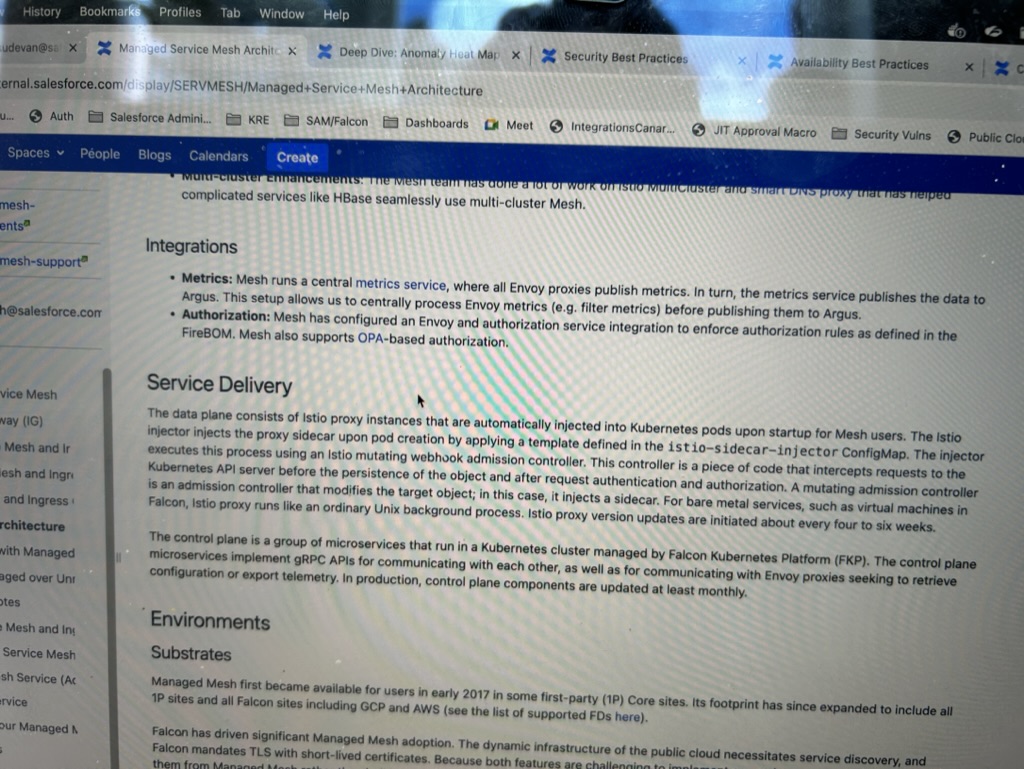 History Bookmarks Profiles Tab Window Help
Managed Service Mesh Archite Deep Dive: Anomaly Heat Map Security Best Practices Availability Best Practices
ernal.salesforce.com/display/SERVMESH/Managed+Service+Mesh+Architecture
Auth Salesforce Admini... KRE SAM/Falcon Dashboards Meet IntegrationsCanar... JIT Approval Macro Security Vulns Public Clo
Spaces People Blogs Calendars Create
• Multi-cluster Enhancements: The Mesh team has done a lot of work on Istio MultiCluster and smart DNS proxy that has helped
complicated services like HBase seamlessly use multi-cluster Mesh.
mesh-
ents
mesh-support
h@salesforce.com
vice Mesh
way (IG)
Mesh and Ir
esh and Ingre
and Ingress
rchitecture
with Managed
aged over Uni
otes
Mesh and Ing
Service Mesh
sh Service (Ac
ervice
our Managed M
Integrations
• Metrics: Mesh runs a central metrics service, where all Envoy proxies publish metrics. In turn, the metrics service publishes the data to
Argus. This setup allows us to centrally process Envoy metrics (e.g. filter metrics) before publishing them to Argus.
• Authorization: Mesh has configured an Envoy and authorization service integration to enforce authorization rules as defined in the
FireBOM. Mesh also supports OPA-based authorization.
Service Delivery
The data plane consists of Istio proxy instances that are automatically injected into Kubernetes pods upon startup for Mesh users. The Istio
injector injects the proxy sidecar upon pod creation by applying a template defined in the istio-sidecar-injector ConfigMap. The injector
executes this process using an Istio mutating webhook admission controller. This controller is a piece of code that intercepts requests to the
Kubernetes API server before the persistence of the object and after request authentication and authorization. A mutating admission controller
is an admission controller that modifies the target object; in this case, it injects a sidecar. For bare metal services, such as virtual machines in
Falcon, Istio proxy runs like an ordinary Unix background process. Istio proxy version updates are initiated about every four to six weeks.
The control plane is a group of microservices that run in a Kubernetes cluster managed by Falcon Kubernetes Platform (FKP). The control plane
microservices implement gRPC APIs for communicating with each other, as well as for communicating with Envoy proxies seeking to retrieve
configuration or export telemetry. In production, control plane components are updated at least monthly.
Environments
Substrates
Managed Mesh first became available for users in early 2017 in some first-party (1P) Core sites. Its footprint has since expanded to include all
1P sites and all Falcon sites including GCP and AWS (see the list of supported FDs here).
Falcon has driven significant Managed Mesh adoption. The dynamic infrastructure of the public cloud necessitates service discovery, and
Falcon mandates TLS with short-lived certificates. Because both features are challenging to
them from Managed Mesh